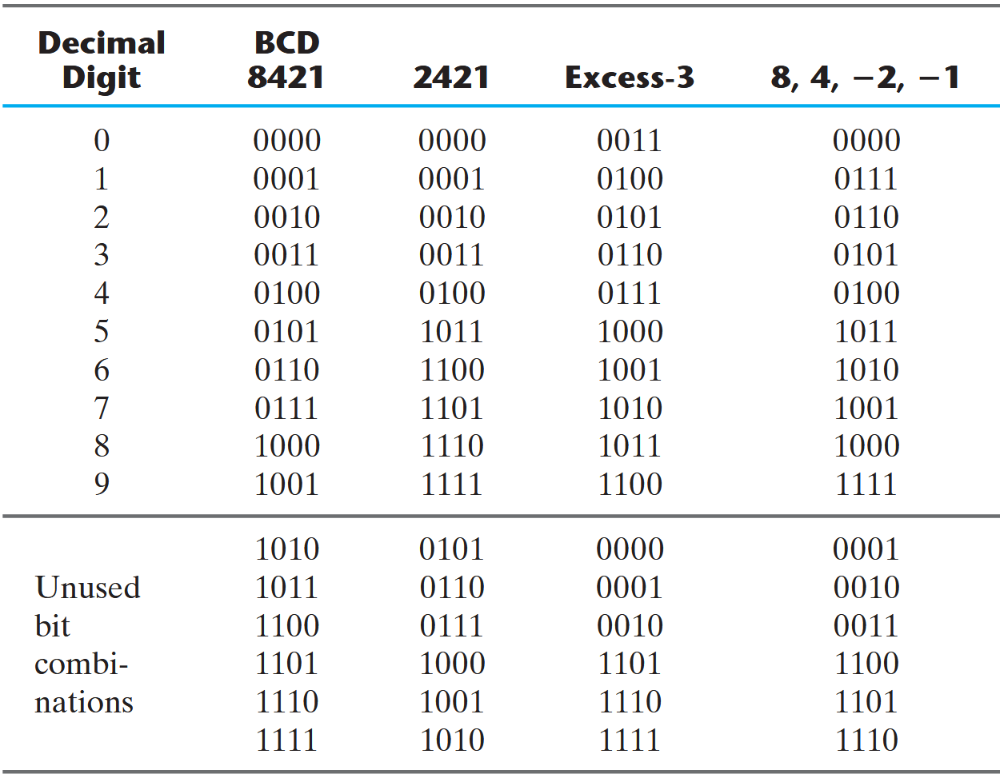 Decimal Digit BCD 8421 2421 Excess-3 8, 4, −2, −1
0 0000 0000 0011 0000
1 0001 0001 0100 0111
2 0010 0010 0101 0110
3 0011 0011 0110 0101
4 0100 0100 0111 0100
5 0101 1011 1000 1011
6 0110 1100 1001 1010
7 0111 1101 1010 1001
8 1000 1110 1011 1000
9 1001 1111 1100 1111
1010 0101 0000 0001
Unused 1011 0110 0001 0010
bit 1100 0111 0010 0011
combi- 1101 1000 1101 1100
nations 1110 1001 1110 1101
1111 1010 1111 1110